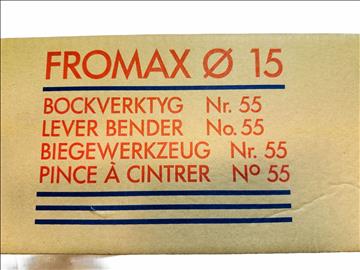 FROMAX Ø 15
BOCKVERKTYG Nr. 55
LEVER BENDER No. 55
BIEGEWERKZEUG Nr. 55
PINCE À CINTRER Nº 55